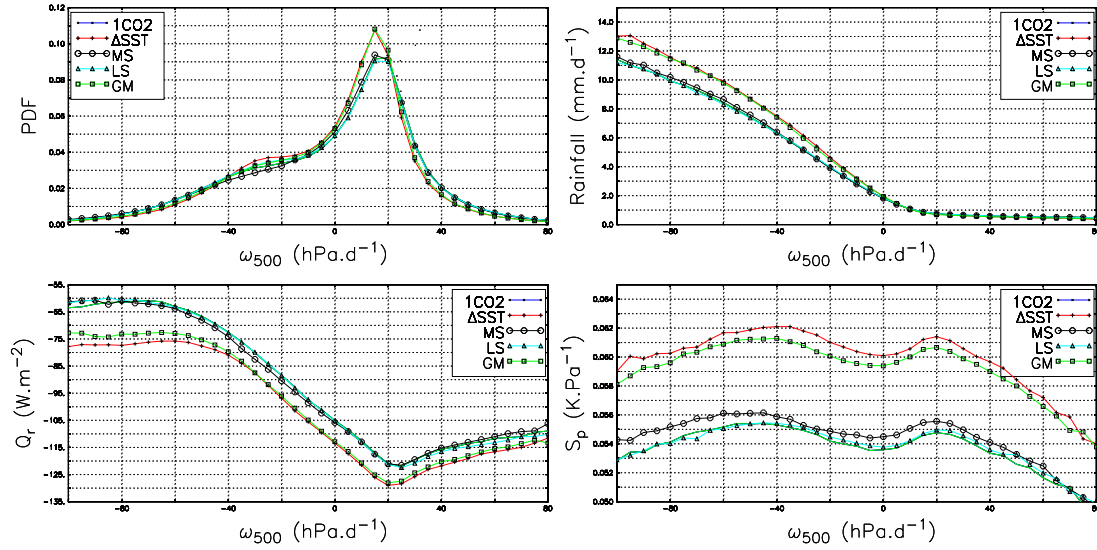 0.12
0.10
0.08
0.06
0.04
0.02
0.00
PDF
1CO2
ΔSST
MS
LS
GM
−80
−40
0
40
80
ω500 (hPa.d−1)
14.0
12.0
10.0
8.0
6.0
4.0
2.0
0.0
Rainfall (mm.d−1)
1CO2
ΔSST
MS
LS
GM
−80
−40
0
40
80
ω500 (hPa.d−1)
−55
−65
−75
−85
−95
−105
−115
−125
−135
Qr (W.m−2)
1CO2
ΔSST
MS
LS
GM
−80
−40
0
40
80
ω500 (hPa.d−1)
0.064
0.062
0.060
0.058
0.056
0.054
0.052
0.050
Sp (K.Pa−1)
1CO2
ΔSST
MS
LS
GM
−80
−40
0
40
80
ω500 (hPa.d−1)